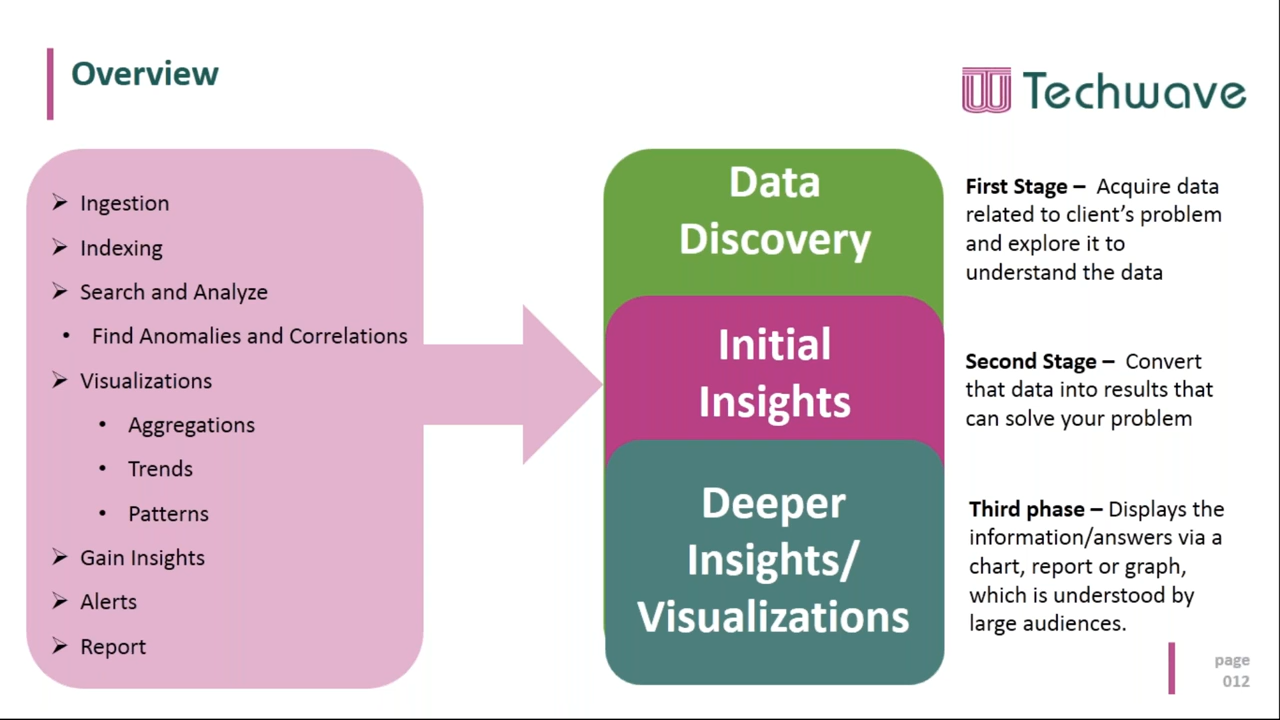 Overview
Techwave
➢ Ingestion
➢ Indexing
➢ Search and Analyze
• Find Anomalies and Correlations
➢ Visualizations
• Aggregations
• Trends
• Patterns
➢ Gain Insights
➢ Alerts
➢ Report
Data
Discovery
Initial
Insights
Deeper
Insights/
Visualizations
First Stage – Acquire data
related to client’s problem
and explore it to
understand the data
Second Stage – Convert
that data into results that
can solve your problem
Third phase – Displays the
information/answers via a
chart, report or graph,
which is understood by
large audiences.
page
012